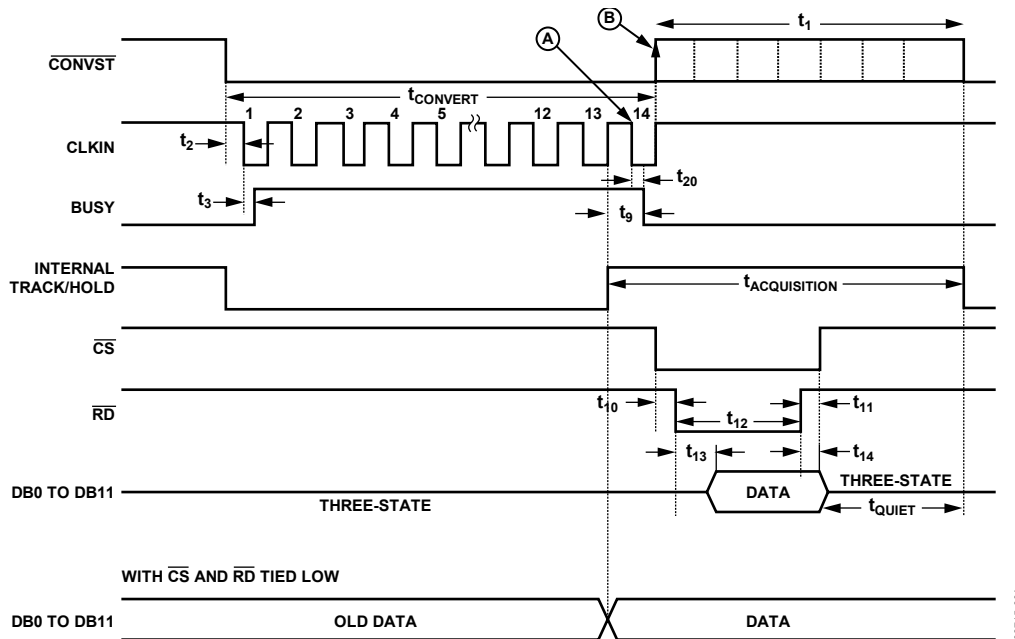 B
t1
A
CONVST
tCONVERT
1 2 3 4 5 12 13 14
CLKIN
t2
t20
t3
BUSY
t9
INTERNAL
TRACK/HOLD
tACQUISITION
CS
RD
t10
t12
t11
t13
t14
DB0 TO DB11
THREE-STATE
DATA
THREE-STATE
tQUIET
WITH CS AND RD TIED LOW
DB0 TO DB11
OLD DATA
DATA